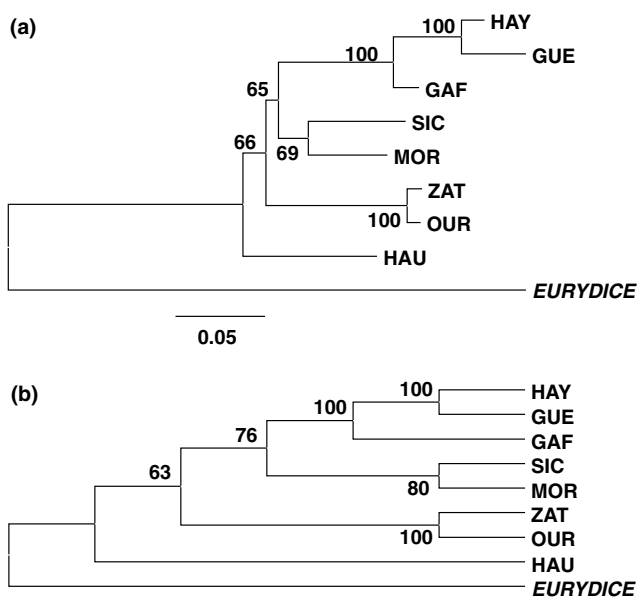 (a)
HAY
100
GUE
100
GAF
65
SIC
66
69
MOR
ZAT
100
OUR
HAU
EURYDICE
0.05
(b)
HAY
100
GUE
100
GAF
76
SIC
63
80
MOR
ZAT
100
OUR
HAU
EURYDICE